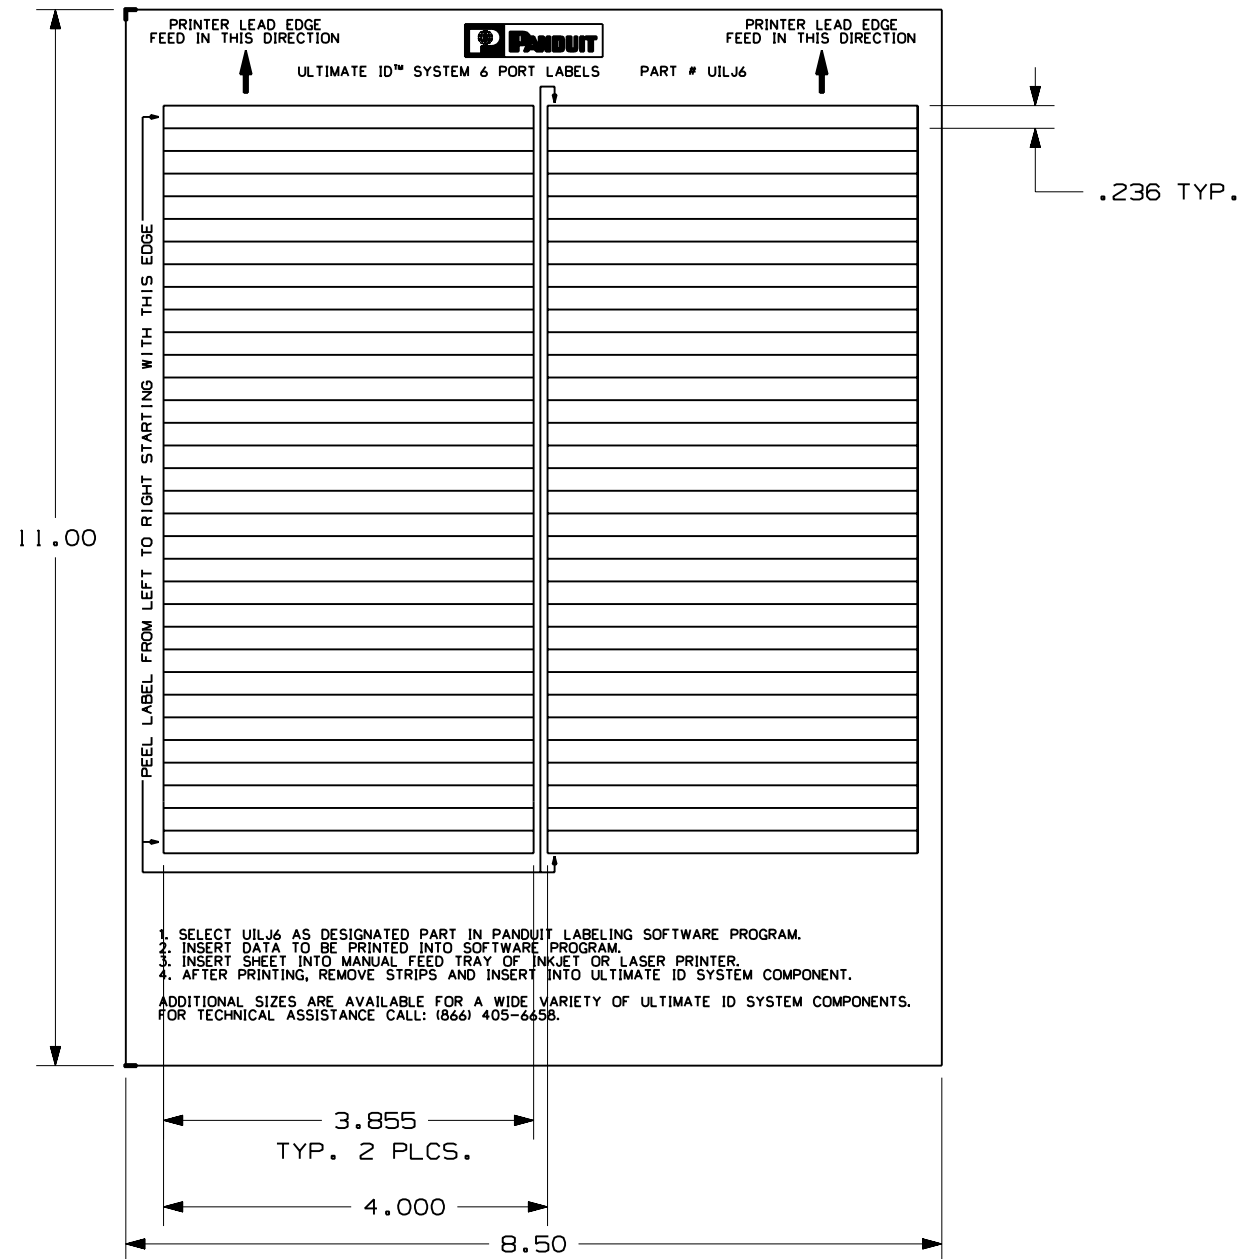 PRINTER LEAD EDGE
FEED IN THIS DIRECTION
PANDUIT
PRINTER LEAD EDGE
FEED IN THIS DIRECTION
ULTIMATE ID™ SYSTEM 6 PORT LABELS PART # UILJ6
.236 TYP.
PEEL LABEL FROM LEFT TO RIGHT STARTING WITH THIS EDGE
11.00
1. SELECT UILJ6 AS DESIGNATED PART IN PANDUIT LABELING SOFTWARE PROGRAM.
2. INSERT DATA TO BE PRINTED INTO SOFTWARE PROGRAM.
3. INSERT SHEET INTO MANUAL FEED TRAY OF INKJET OR LASER PRINTER.
4. AFTER PRINTING, REMOVE STRIPS AND INSERT INTO ULTIMATE ID SYSTEM COMPONENT.
ADDITIONAL SIZES ARE AVAILABLE FOR A WIDE VARIETY OF ULTIMATE ID SYSTEM COMPONENTS.
FOR TECHNICAL ASSISTANCE CALL: (866) 405-6658.
3.855
TYP. 2 PLCS.
4.000
8.50